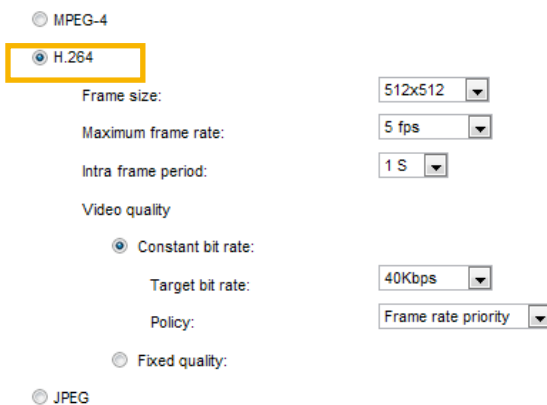 MPEG-4
H.264
Frame size: 512x512
Maximum frame rate: 5 fps
Intra frame period: 1 S
Video quality
Constant bit rate:
Target bit rate: 40Kbps
Policy: Frame rate priority
Fixed quality:
JPEG